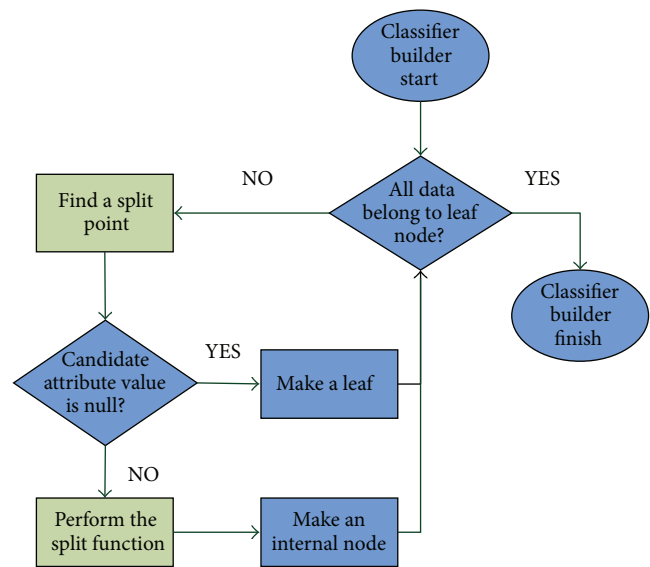 Classifier
builder
start
NO
YES
All data
belong to leaf
node?
Find a split
point
Classifier
builder
finish
YES
Candidate
attribute value
is null?
Make a leaf
NO
Perform the
split function
Make an
internal node